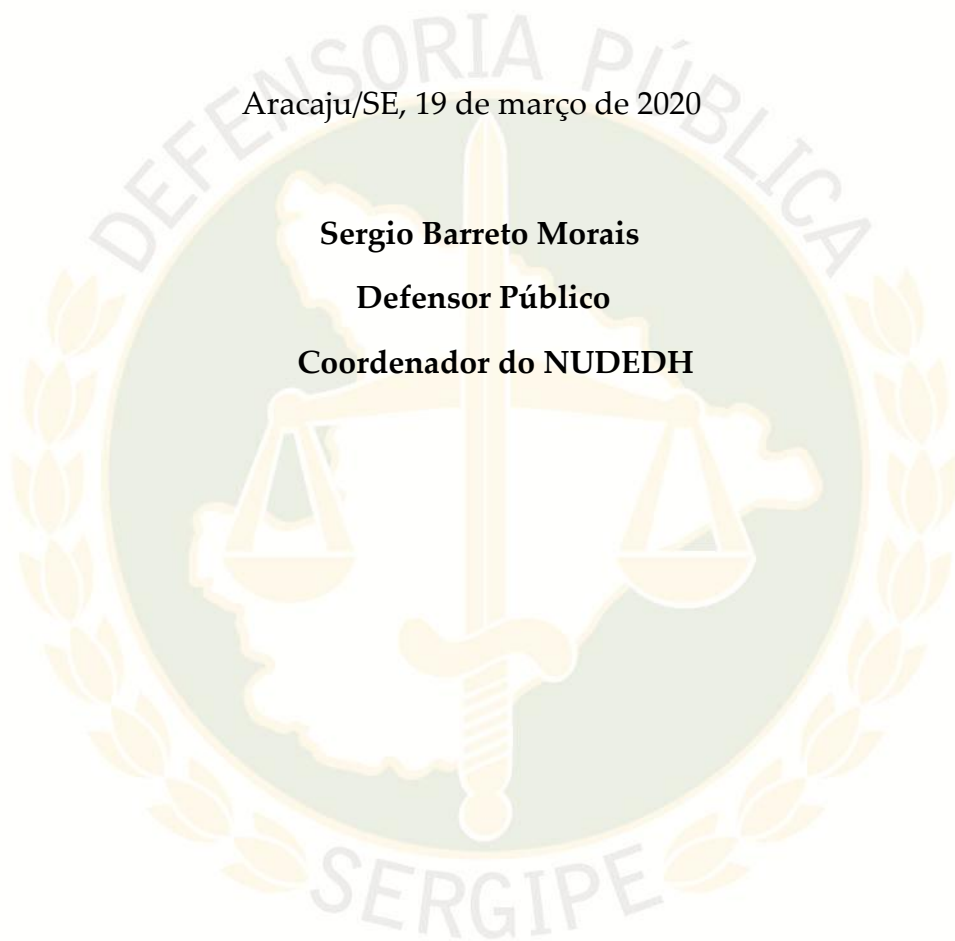 DEFENSORIA PÚBLICA
Aracaju/SE, 19 de março de 2020
Sergio Barreto Morais
Defensor Público
Coordenador do NUDEDH
SERGIPE